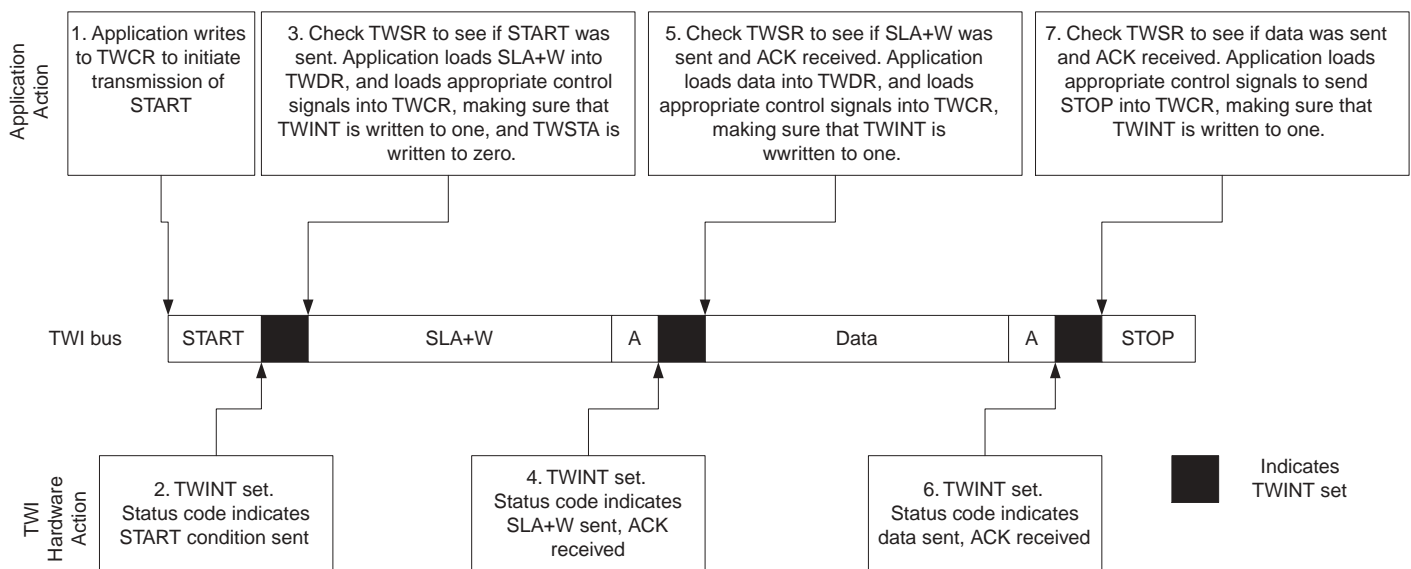 Application
Action
1. Application writes
to TWCR to initiate
transmission of
START
3. Check TWSR to see if START was
sent. Application loads SLA+W into
TWDR, and loads appropriate control
signals into TWCR, making sure that
TWINT is written to one, and TWSTA is
written to zero.
5. Check TWSR to see if SLA+W was
sent and ACK received. Application
loads data into TWDR, and loads
appropriate control signals into TWCR,
making sure that TWINT is
wwritten to one.
7. Check TWSR to see if data was sent
and ACK received. Application loads
appropriate control signals to send
STOP into TWCR, making sure that
TWINT is written to one.
TWI bus
START
SLA+W
A
Data
A
STOP
TWI
Hardware
Action
2. TWINT set.
Status code indicates
START condition sent
4. TWINT set.
Status code indicates
SLA+W sent, ACK
received
6. TWINT set.
Status code indicates
data sent, ACK received
Indicates
TWINT set